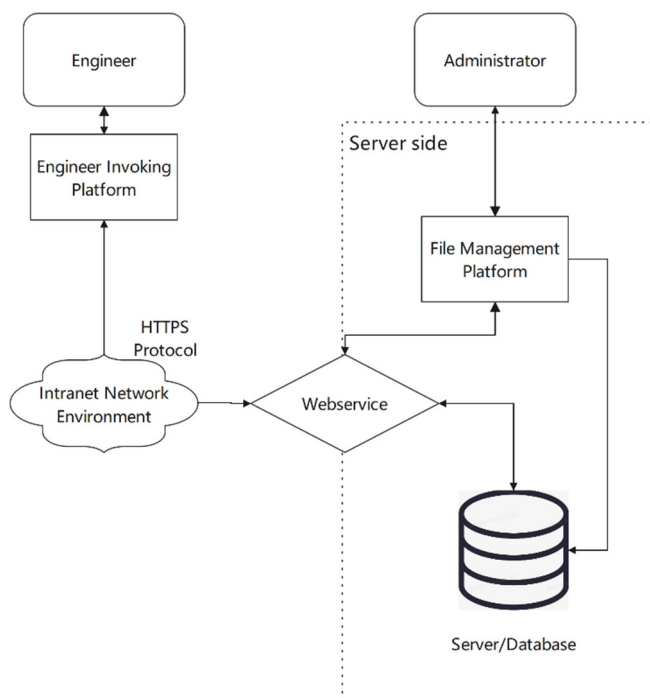 Engineer
Administrator
Server side
Engineer Invoking
Platform
File Management
Platform
HTTPS
Protocol
Intranet Network
Environment
Webservice
Server/Database